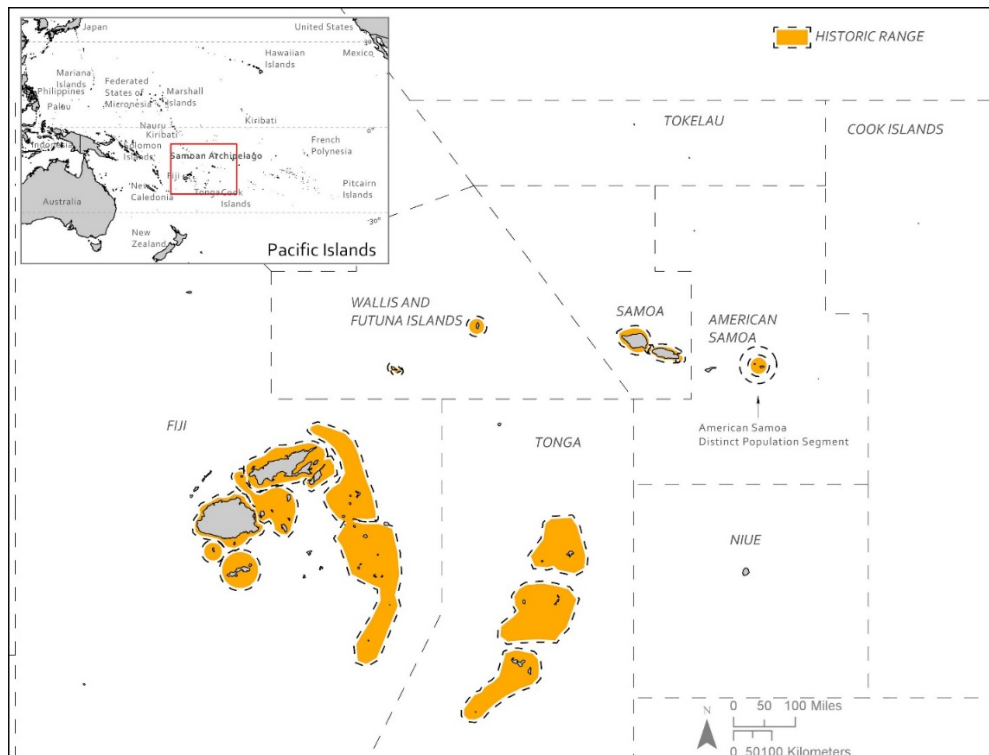 Japan
United States
Hawaiian
Islands
Mexico
Mariana
Islands
Philippines
Palau
Federated
States of
Micronesia
Marshall
Islands
Nauru
Kiribati
Kiribati
0°
Indonesia
Solomon
Islands
Samoan Archipelago
French
Polynesia
Fiji
Tonga
Cook
Islands
New
Caledonia
Pitcairn
Islands
Australia
-30°
New
Zealand
Pacific Islands
HISTORIC RANGE
TOKELAU
COOK ISLANDS
WALLIS AND
FUTUNA ISLANDS
SAMOA
AMERICAN
SAMOA
American Samoa
Distinct Population Segment
FIJI
TONGA
NIUE
N
0 50 100 Miles
0 50100 Kilometers